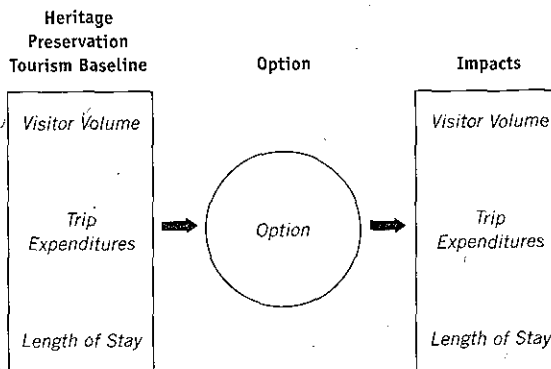 Heritage
Preservation
Tourism Baseline
Option
Impacts
Visitor Volume
Trip
Expenditures
Length of Stay
Option
Visitor Volume
Trip
Expenditures
Length of Stay